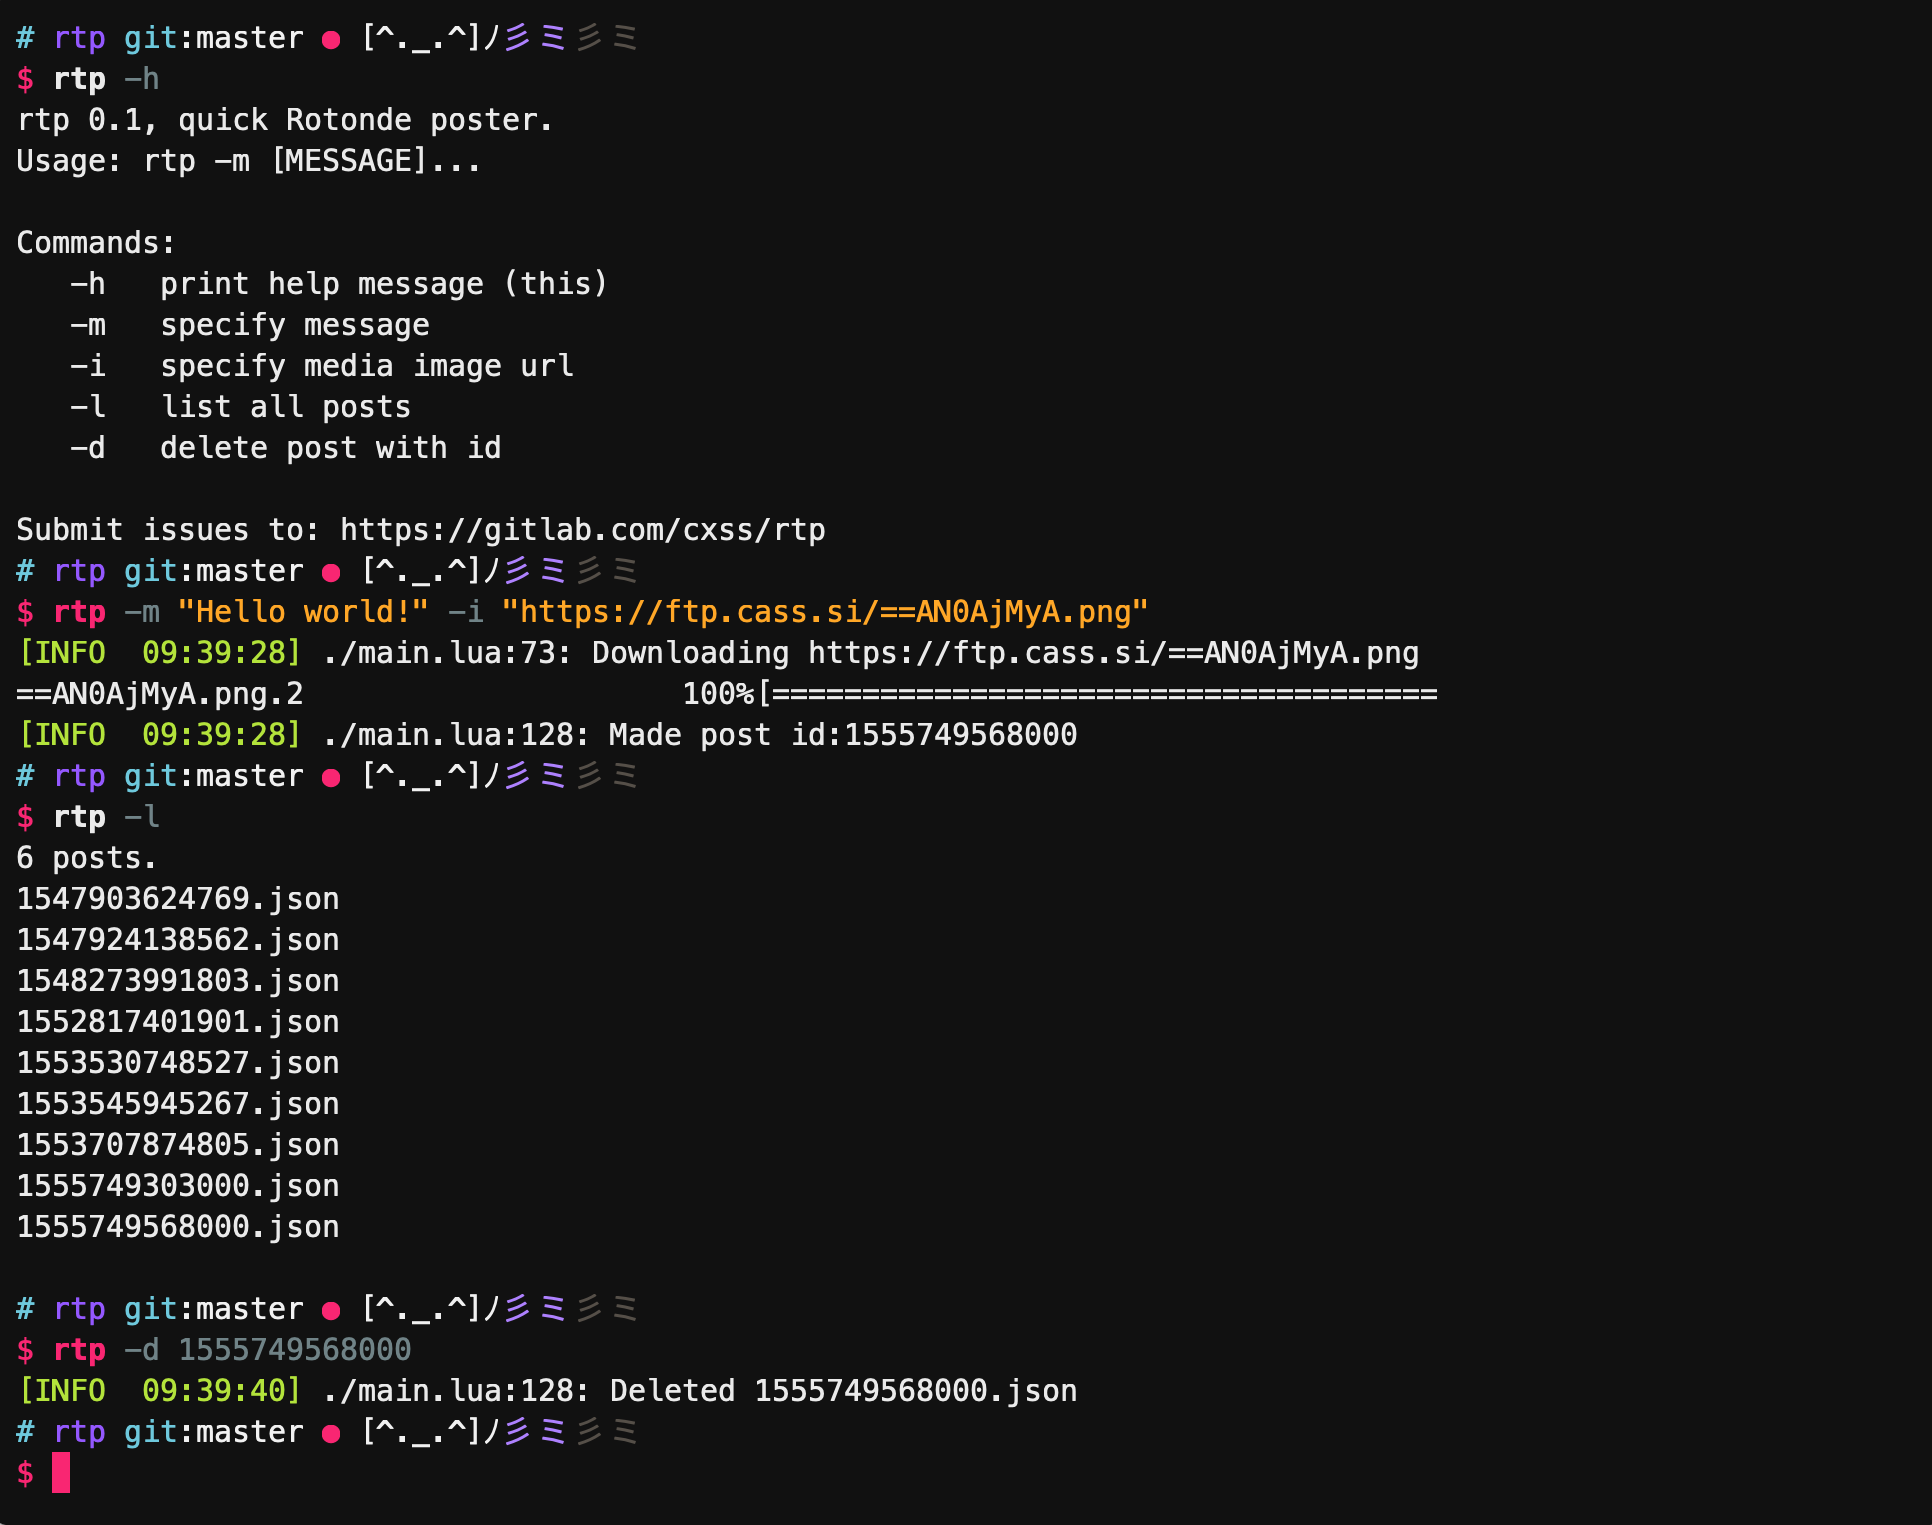 # rtp git:master ● [^._.^]ﾉ彡ミ彡ミ
$ rtp -h
rtp 0.1, quick Rotonde poster.
Usage: rtp -m [MESSAGE]...
Commands:
   -h   print help message (this)
   -m   specify message
   -i   specify media image url
   -l   list all posts
   -d   delete post with id
Submit issues to: https://gitlab.com/cxss/rtp
# rtp git:master ● [^._.^]ﾉ彡ミ彡ミ
$ rtp -m "Hello world!" -i "https://ftp.cass.si/==AN0AjMyA.png"
[INFO  09:39:28] ./main.lua:73: Downloading https://ftp.cass.si/==AN0AjMyA.png
==AN0AjMyA.png.2                     100%[=====================================
[INFO  09:39:28] ./main.lua:128: Made post id:1555749568000
# rtp git:master ● [^._.^]ﾉ彡ミ彡ミ
$ rtp -l
6 posts.
1547903624769.json
1547924138562.json
1548273991803.json
1552817401901.json
1553530748527.json
1553545945267.json
1553707874805.json
1555749303000.json
1555749568000.json
# rtp git:master ● [^._.^]ﾉ彡ミ彡ミ
$ rtp -d 1555749568000
[INFO  09:39:40] ./main.lua:128: Deleted 1555749568000.json
# rtp git:master ● [^._.^]ﾉ彡ミ彡ミ
$